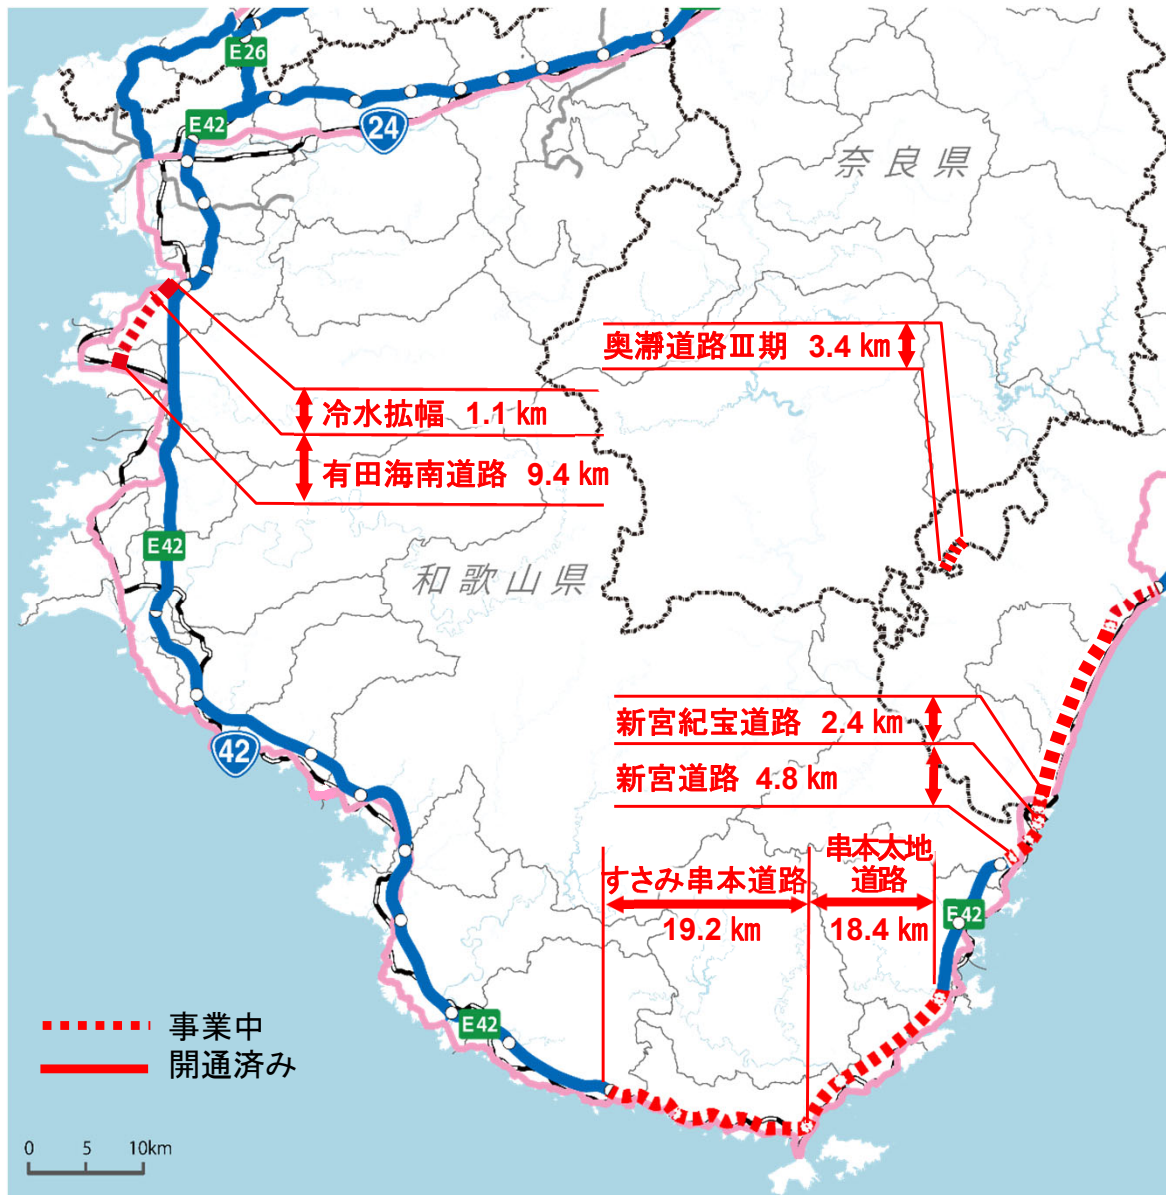 E26
E42
24
奈良県
奥瀞道路Ⅲ期 3.4 ㎞
冷水拡幅 1.1 ㎞
有田海南道路 9.4 ㎞
E42
和歌山県
新宮紀宝道路 2.4 ㎞
42
新宮道路 4.8 ㎞
串本太地
道路
すさみ串本道路
19.2 ㎞
18.4 ㎞
E42
E42
事業中
開通済み
0 5 10km